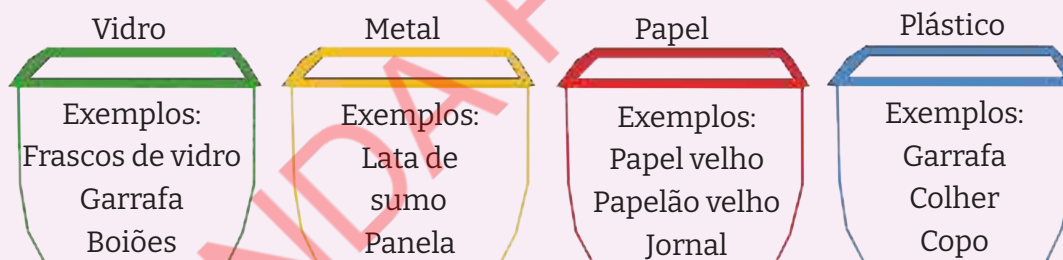 Vidro
Exemplos:
Frascos de vidro
Garrafa
Boiões
Metal
Exemplos:
Lata de
sumo
Panela
Papel
Exemplos:
Papel velho
Papelão velho
Jornal
Plástico
Exemplos:
Garrafa
Colher
Copo